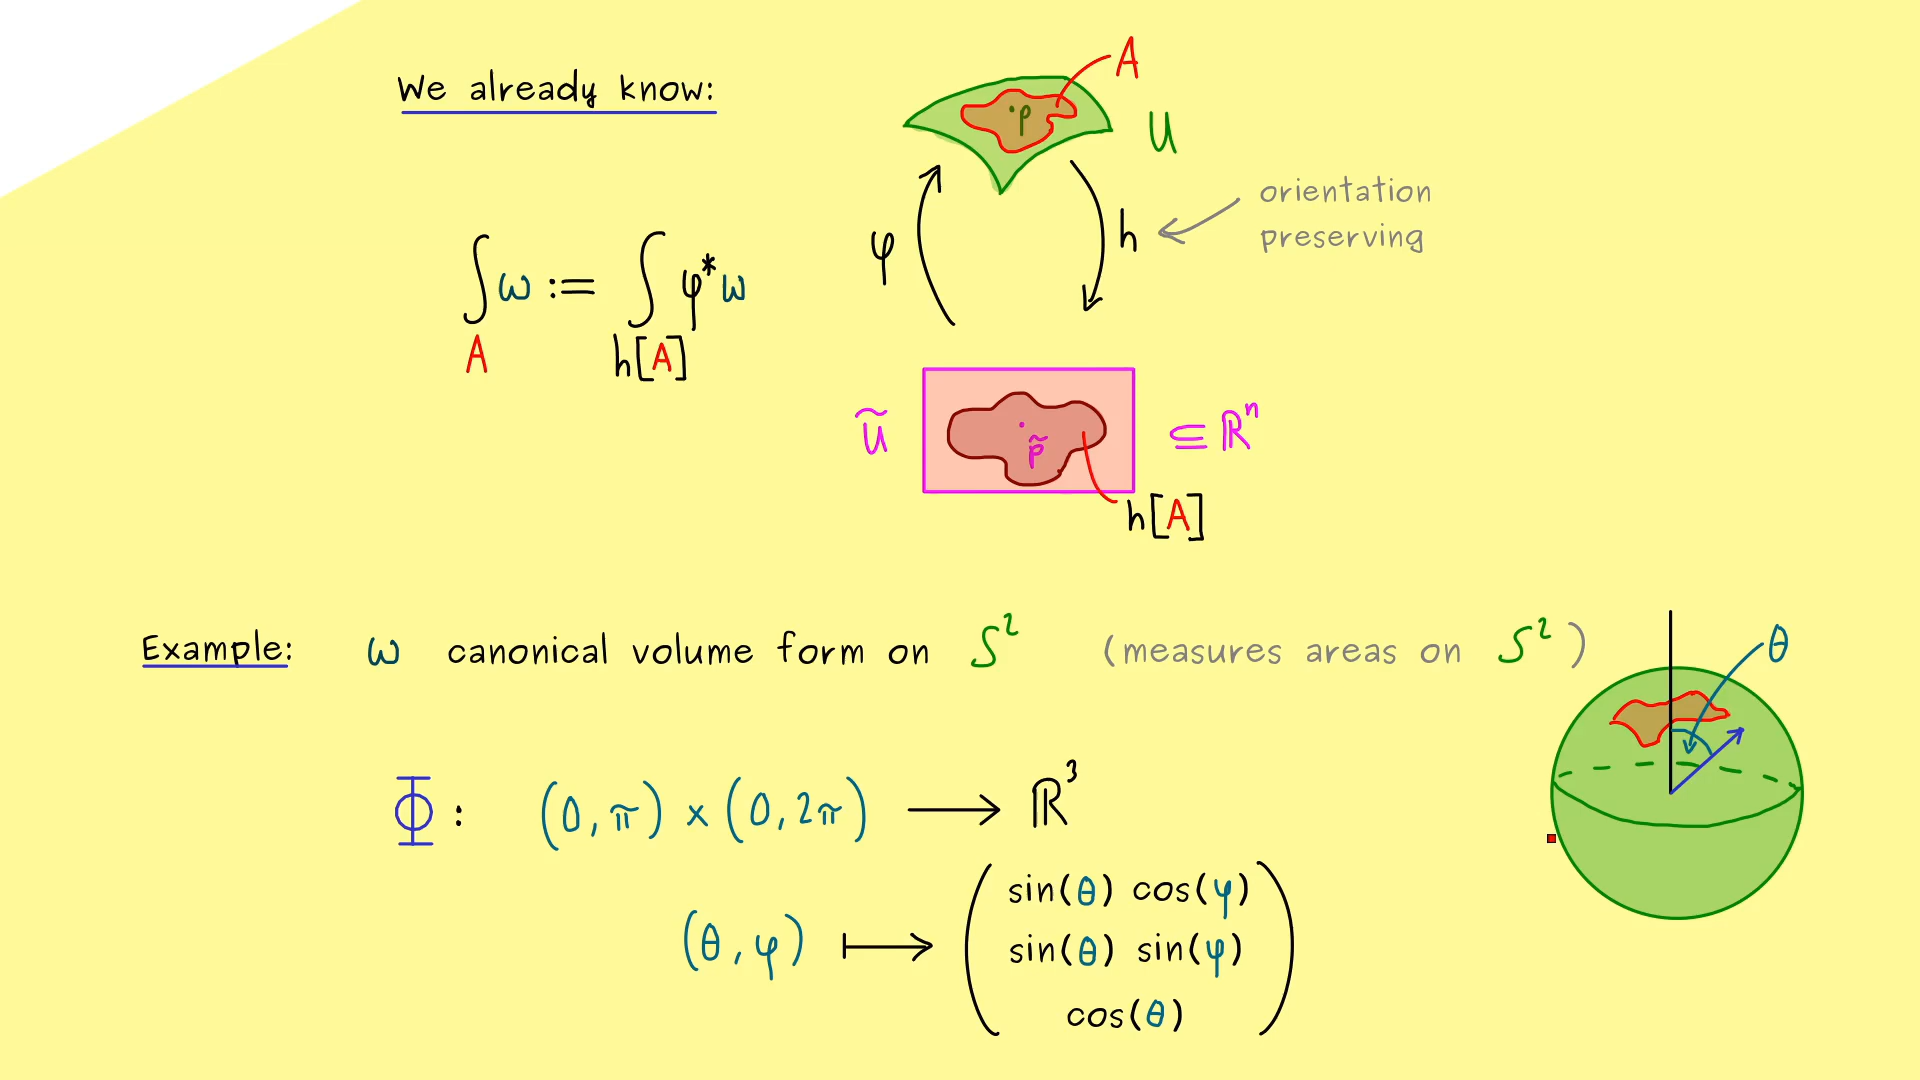 We already know:
A
p
U
orientation
preserving
φ
h
∫ω := ∫ φ*ω
A h[A]
Ũ p̃ ⊆ ℝⁿ
h[A]
Example: ω canonical volume form on S² (measures areas on S²)
θ
Φ : (0, π) × (0, 2π) ⟶ ℝ³
(θ, φ) ⟼ ( sin(θ) cos(φ)
sin(θ) sin(φ)
cos(θ) )